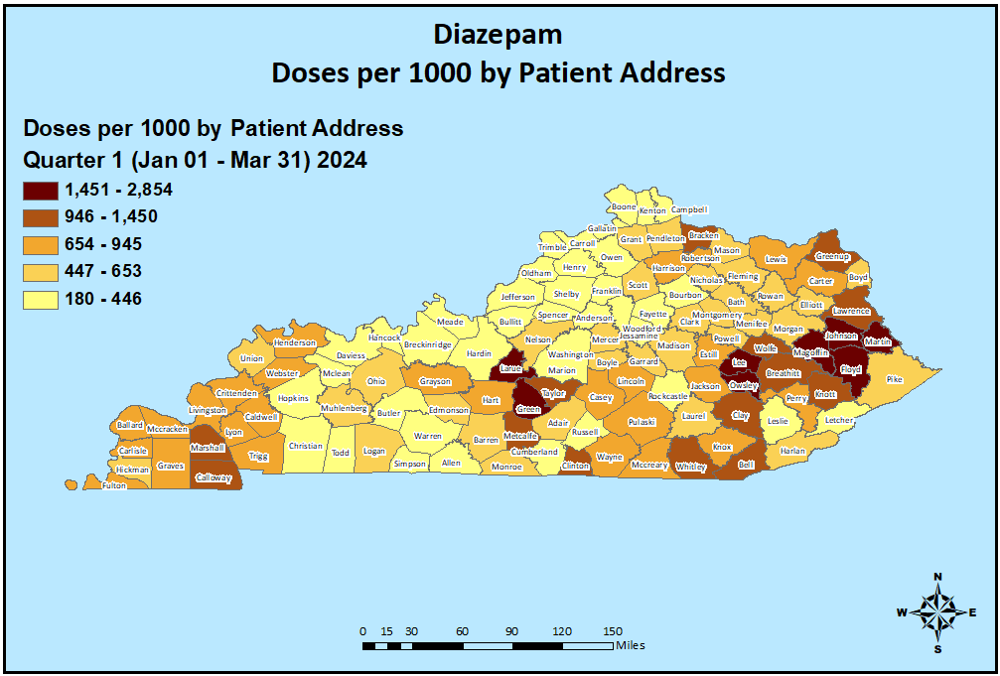 Diazepam
Doses per 1000 by Patient Address
Doses per 1000 by Patient Address
Quarter 1 (Jan 01 - Mar 31) 2024
1,451 - 2,854
946 - 1,450
654 - 945
447 - 653
180 - 446
Boone
Kenton
Campbell
Gallatin
Grant
Pendleton
Bracken
Trimble
Carroll
Owen
Robertson
Mason
Lewis
Greenup
Oldham
Henry
Harrison
Nicholas
Fleming
Carter
Boyd
Jefferson
Shelby
Franklin
Scott
Bourbon
Bath
Rowan
Elliott
Lawrence
Meade
Bullitt
Spencer
Anderson
Woodford
Fayette
Clark
Montgomery
Menifee
Morgan
Johnson
Martin
Hancock
Breckinridge
Hardin
Nelson
Washington
Mercer
Jessamine
Madison
Estill
Powell
Wolfe
Magoffin
Floyd
Pike
Henderson
Union
Daviess
Webster
Mclean
Ohio
Grayson
Larue
Marion
Boyle
Garrard
Lee
Owsley
Breathitt
Knott
Crittenden
Hopkins
Muhlenberg
Butler
Edmonson
Hart
Green
Taylor
Casey
Lincoln
Rockcastle
Jackson
Perry
Letcher
Livingston
Caldwell
Lyon
Ballard
Mccracken
Marshall
Carlisle
Graves
Hickman
Fulton
Calloway
Trigg
Christian
Todd
Logan
Warren
Simpson
Allen
Barren
Metcalfe
Monroe
Adair
Cumberland
Russell
Clinton
Wayne
Pulaski
Mccreary
Laurel
Clay
Leslie
Knox
Whitley
Bell
Harlan
N
W
E
S
0 15 30 60 90 120 150
Miles